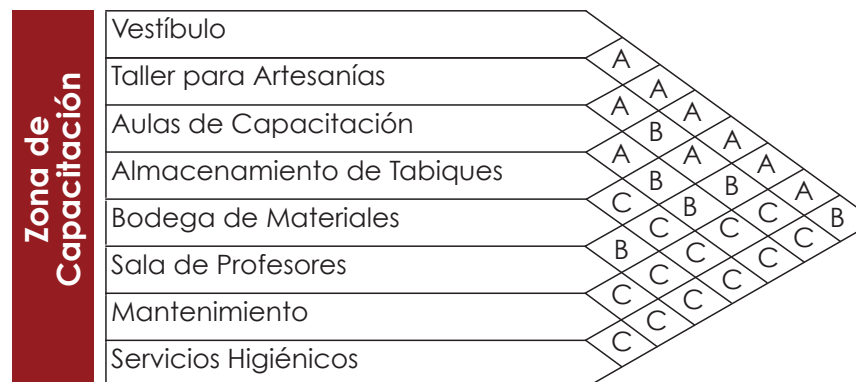 Zona de
Capacitación
Vestíbulo
Taller para Artesanías
Aulas de Capacitación
Almacenamiento de Tabiques
Bodega de Materiales
Sala de Profesores
Mantenimiento
Servicios Higiénicos
A
A
A A
B A
A A A
B B A
C B C B
C C C
B C C
C C
C C
C
C